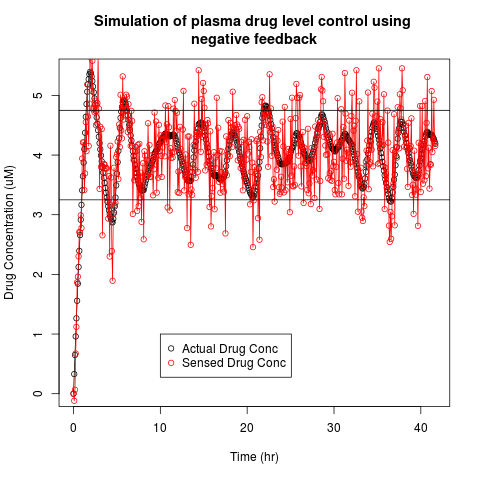 Simulation of plasma drug level control using
negative feedback
Drug Concentration (uM)
5
4
3
2
1
0
Actual Drug Conc
Sensed Drug Conc
0 10 20 30 40
Time (hr)